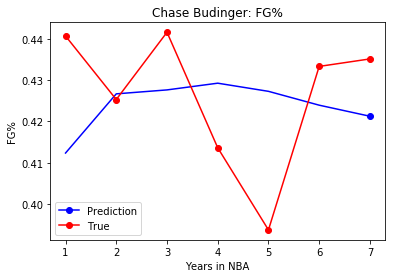 Chase Budinger: FG%
0.44
0.43
0.42
0.41
0.40
FG%
Prediction
True
1 2 3 4 5 6 7
Years in NBA